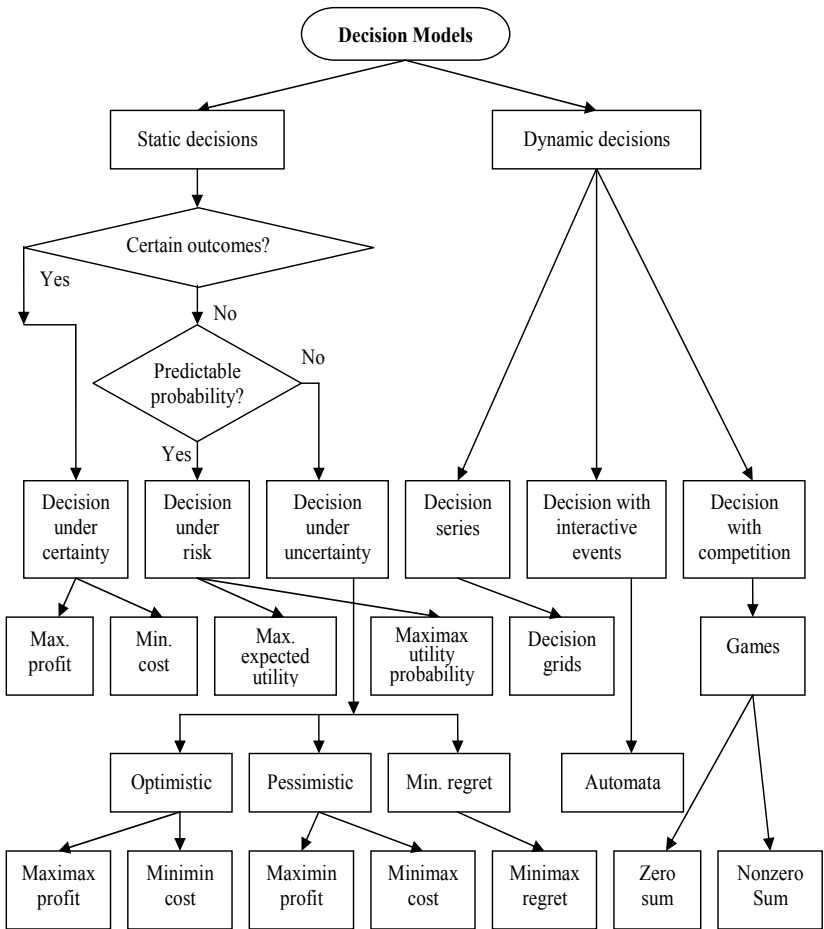 Decision Models
Static decisions
Dynamic decisions
Certain outcomes?
Yes
No
Predictable
probability?
No
Yes
Decision
under
certainty
Decision
under
risk
Decision
under
uncertainty
Decision
series
Decision with
interactive
events
Decision
with
competition
Max.
profit
Min.
cost
Max.
expected
utility
Maximax
utility
probability
Decision
grids
Games
Optimistic
Pessimistic
Min. regret
Automata
Maximax
profit
Minimin
cost
Maximin
profit
Minimax
cost
Minimax
regret
Zero
sum
Nonzero
Sum